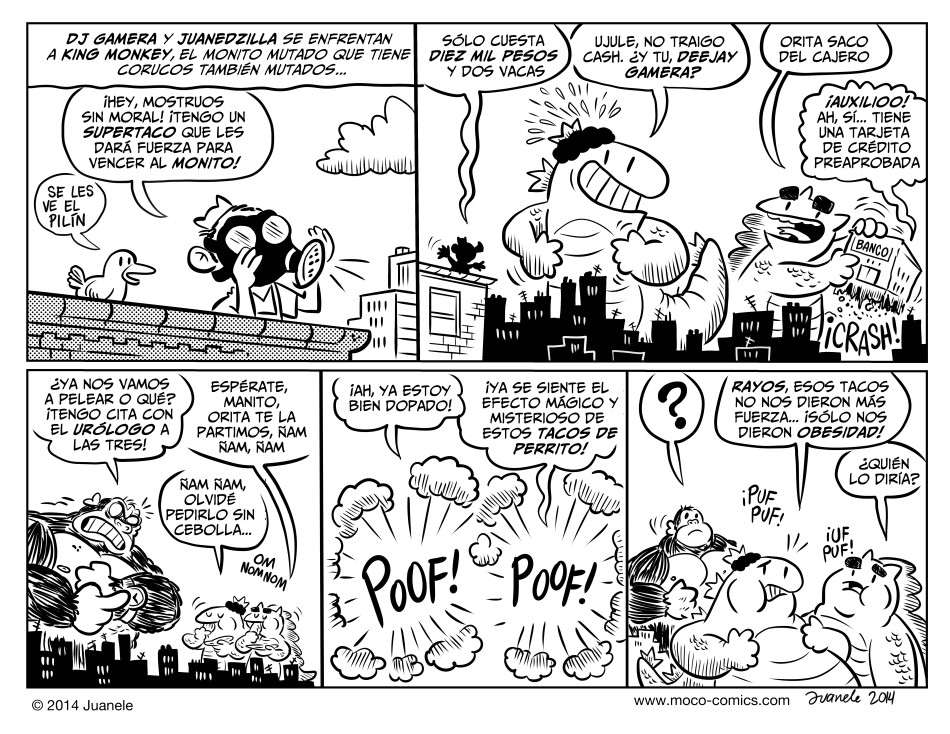 DJ GAMERA Y JUANEDZILLA SE ENFRENTAN
A KING MONKEY, EL MONITO MUTADO QUE TIENE
CORUCOS TAMBIÉN MUTADOS...
¡HEY, MOSTRUOS
SIN MORAL! ¡TENGO UN
SUPERTACO QUE LES
DARÁ FUERZA PARA
VENCER AL MONITO!
SE LES
VE EL
PILÍN
SÓLO CUESTA
DIEZ MIL PESOS
Y DOS VACAS
UJULE, NO TRAIGO
CASH. ¿Y TU, DEEJAY
GAMERA?
ORITA SACO
DEL CAJERO
¡AUXILIOO!
AH, SÍ... TIENE
UNA TARJETA
DE CRÉDITO
PREAPROBADA
BANCO!
¡CRASH!
¿YA NOS VAMOS
A PELEAR O QUÉ?
¡TENGO CITA CON
EL URÓLOGO A
LAS TRES!
ESPÉRATE,
MANITO,
ORITA TE LA
PARTIMOS, ÑAM
ÑAM, ÑAM
ÑAM ÑAM,
OLVIDÉ
PEDIRLO SIN
CEBOLLA...
OM
NOMNOM
¡AH, YA ESTOY
BIEN DOPADO!
¡YA SE SIENTE EL
EFECTO MÁGICO Y
MISTERIOSO DE
ESTOS TACOS DE
PERRITO!
POOF!
POOF!
?
RAYOS, ESOS TACOS
NO NOS DIERON MÁS
FUERZA... ¡SÓLO NOS
DIERON OBESIDAD!
¿QUIÉN
LO DIRÍA?
¡PUF
PUF!
¡UF,
PUF!
© 2014 Juanele
www.moco-comics.com
Juanele 2014